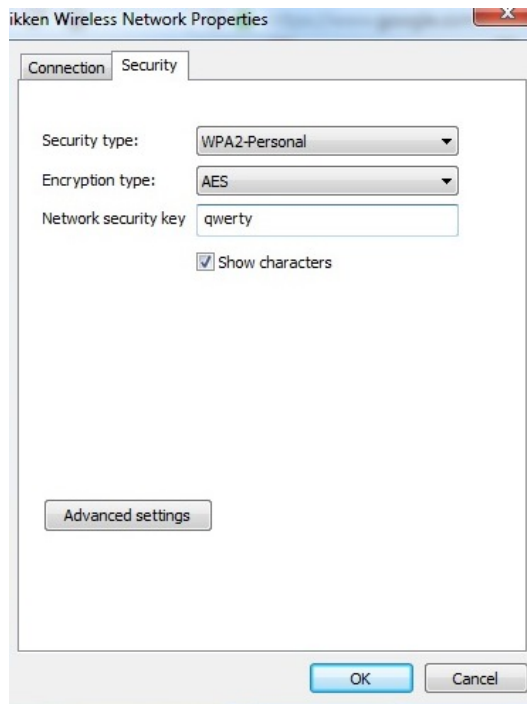 ikken Wireless Network Properties
Connection Security
Security type: WPA2-Personal
Encryption type: AES
Network security key qwerty
Show characters
Advanced settings
OK Cancel